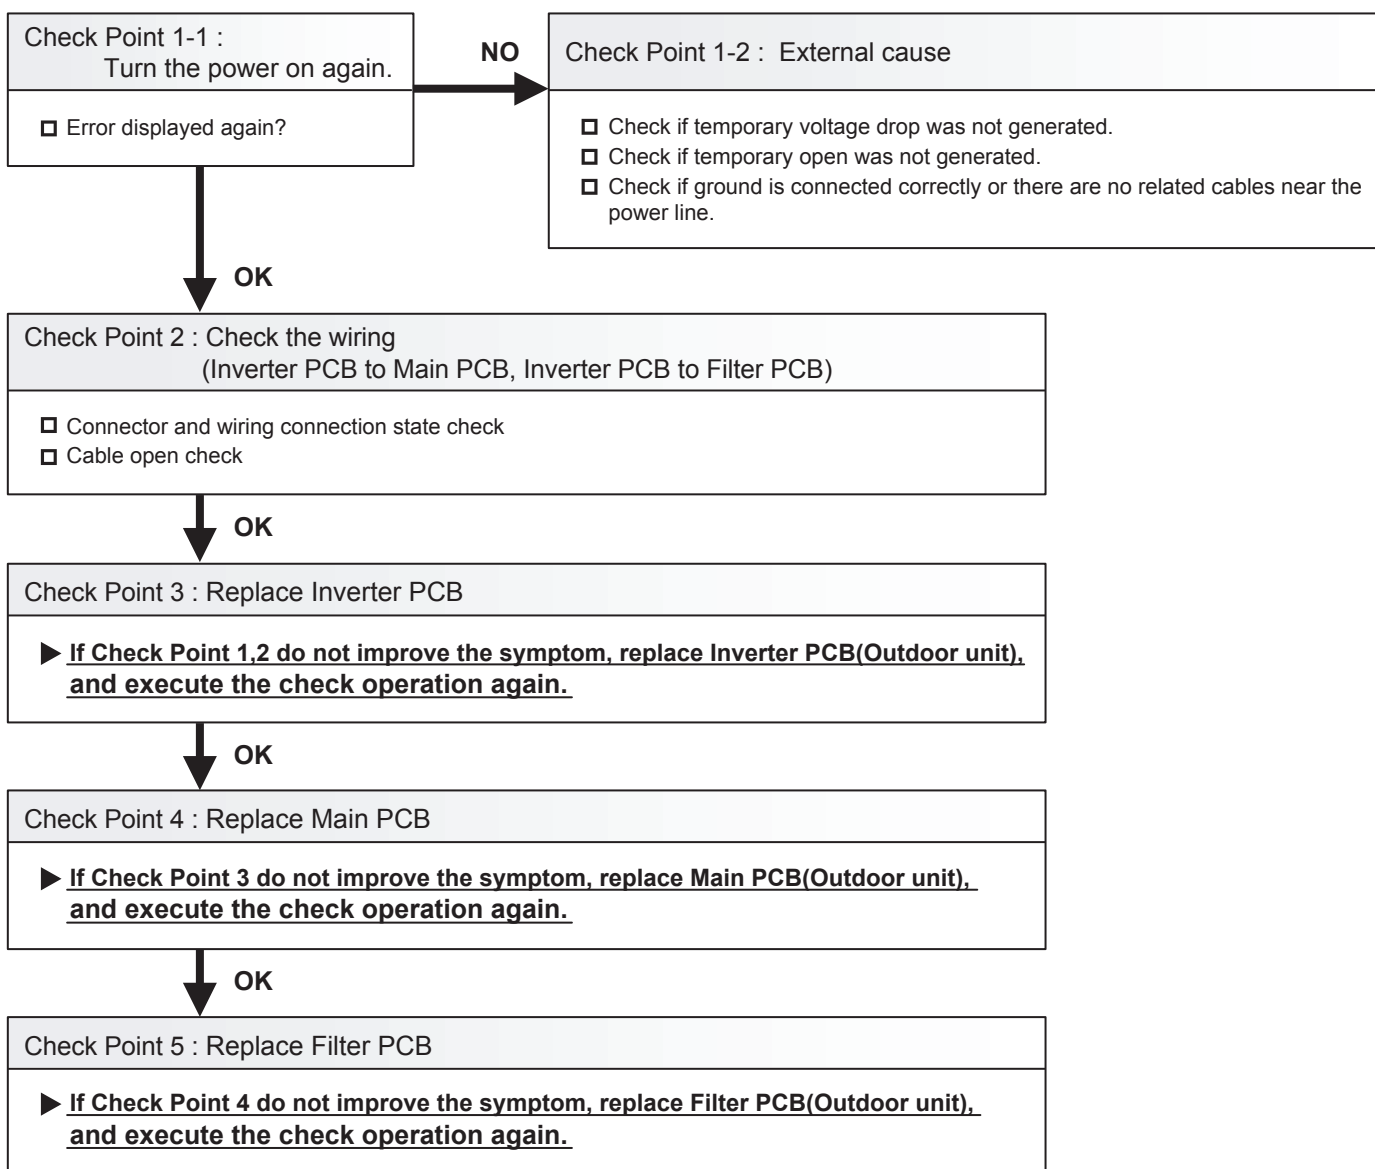 Check Point 1-1 :
Turn the power on again.
Error displayed again?
NO
Check Point 1-2 : External cause
Check if temporary voltage drop was not generated.
Check if temporary open was not generated.
Check if ground is connected correctly or there are no related cables near the
power line.
OK
Check Point 2 : Check the wiring
(Inverter PCB to Main PCB, Inverter PCB to Filter PCB)
Connector and wiring connection state check
Cable open check
OK
Check Point 3 : Replace Inverter PCB
If Check Point 1,2 do not improve the symptom, replace Inverter PCB(Outdoor unit),
and execute the check operation again.
OK
Check Point 4 : Replace Main PCB
If Check Point 3 do not improve the symptom, replace Main PCB(Outdoor unit),
and execute the check operation again.
OK
Check Point 5 : Replace Filter PCB
If Check Point 4 do not improve the symptom, replace Filter PCB(Outdoor unit),
and execute the check operation again.